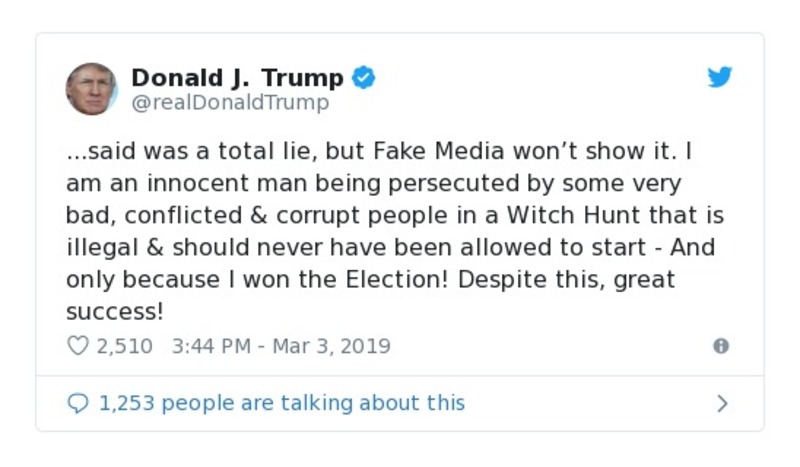 Donald J. Trump
@realDonaldTrump
...said was a total lie, but Fake Media won’t show it. I
am an innocent man being persecuted by some very
bad, conflicted & corrupt people in a Witch Hunt that is
illegal & should never have been allowed to start - And
only because I won the Election! Despite this, great
success!
2,510 3:44 PM - Mar 3, 2019
1,253 people are talking about this